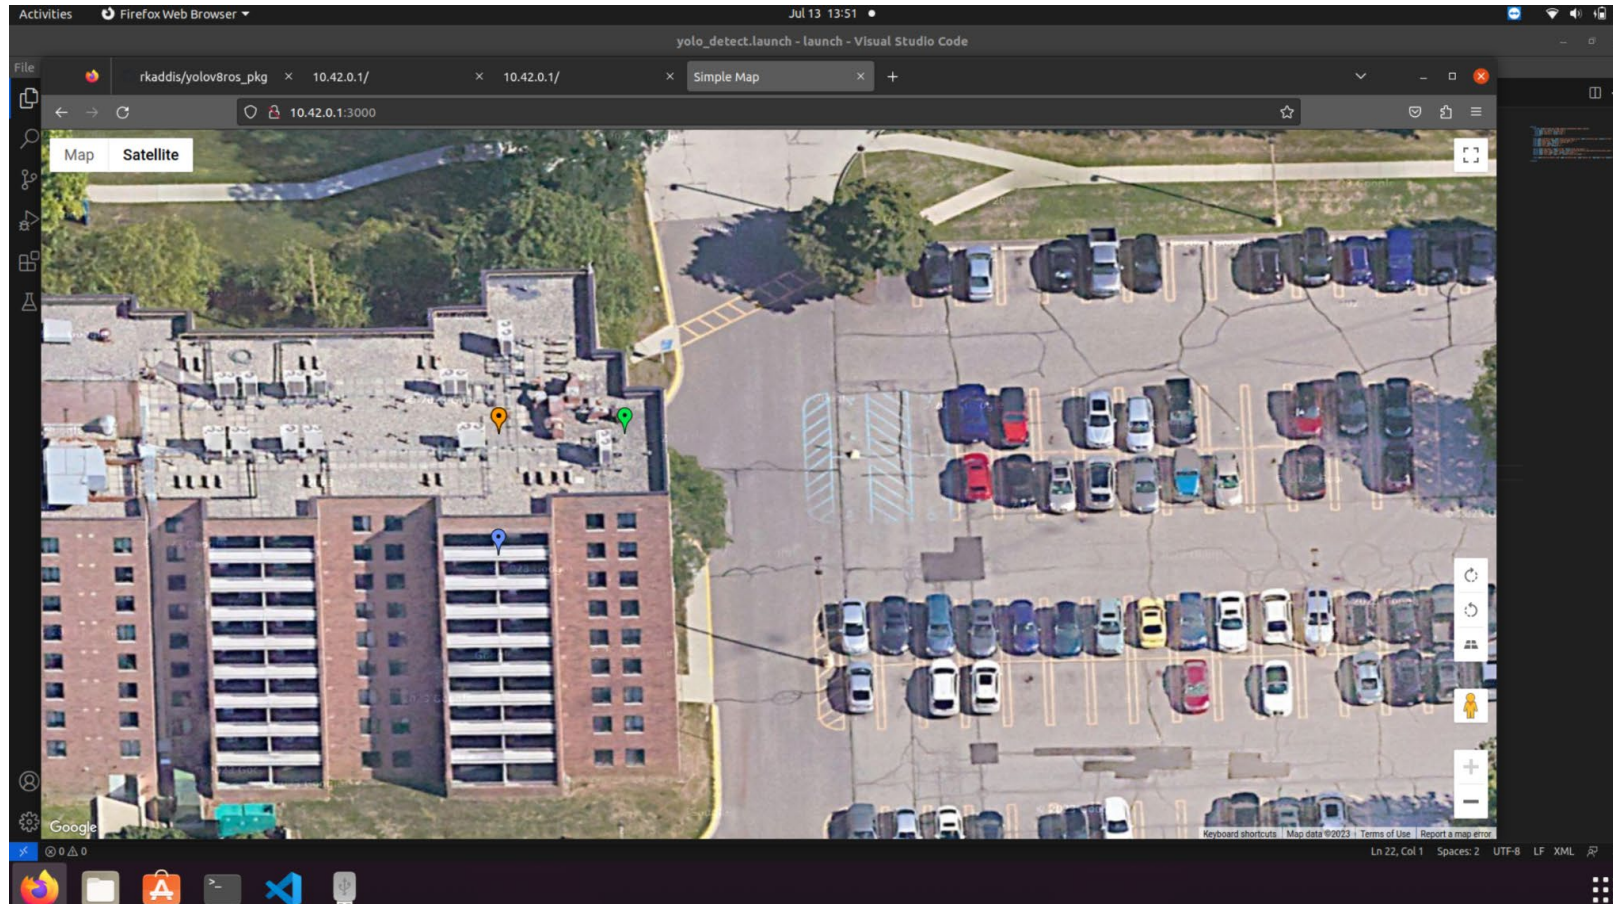 Activities Firefox Web Browser Jul 13 13:51
yolo_detect.launch - launch - Visual Studio Code
File
rkaddis/yolov8ros_pkg 10.42.0.1/ 10.42.0.1/ Simple Map
10.42.0.1:3000
Map Satellite
Google
Keyboard shortcuts Map data ©2023 Terms of Use Report a map error
0 0 Ln 22, Col 1 Spaces: 2 UTF-8 LF XML